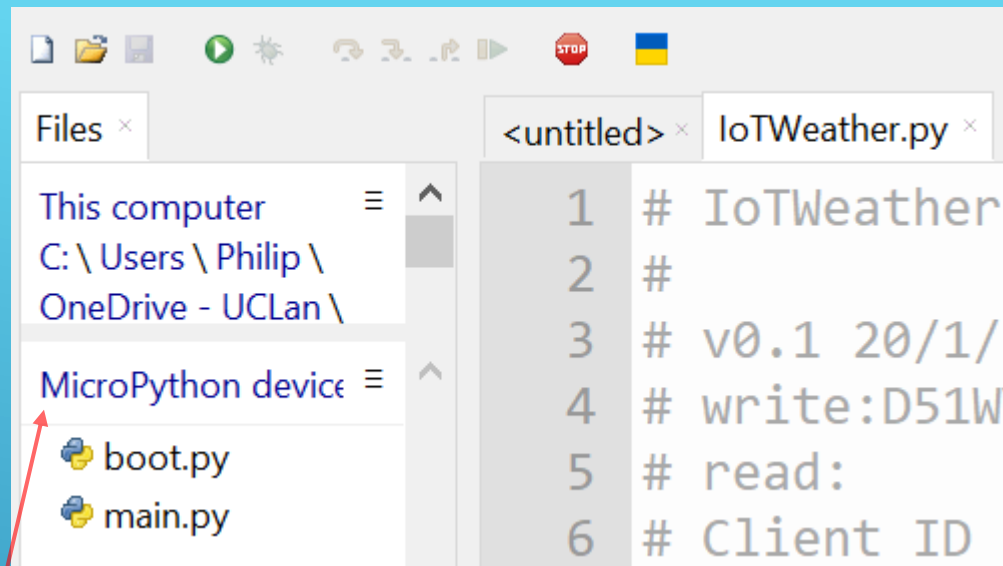 STOP
Files ×
<untitled> × IoTWeather.py ×
This computer
C: \ Users \ Philip \
OneDrive - UCLan \
MicroPython device
boot.py
main.py
1 # IoTWeather
2 #
3 # v0.1 20/1/
4 # write:D51W
5 # read:
6 # Client ID